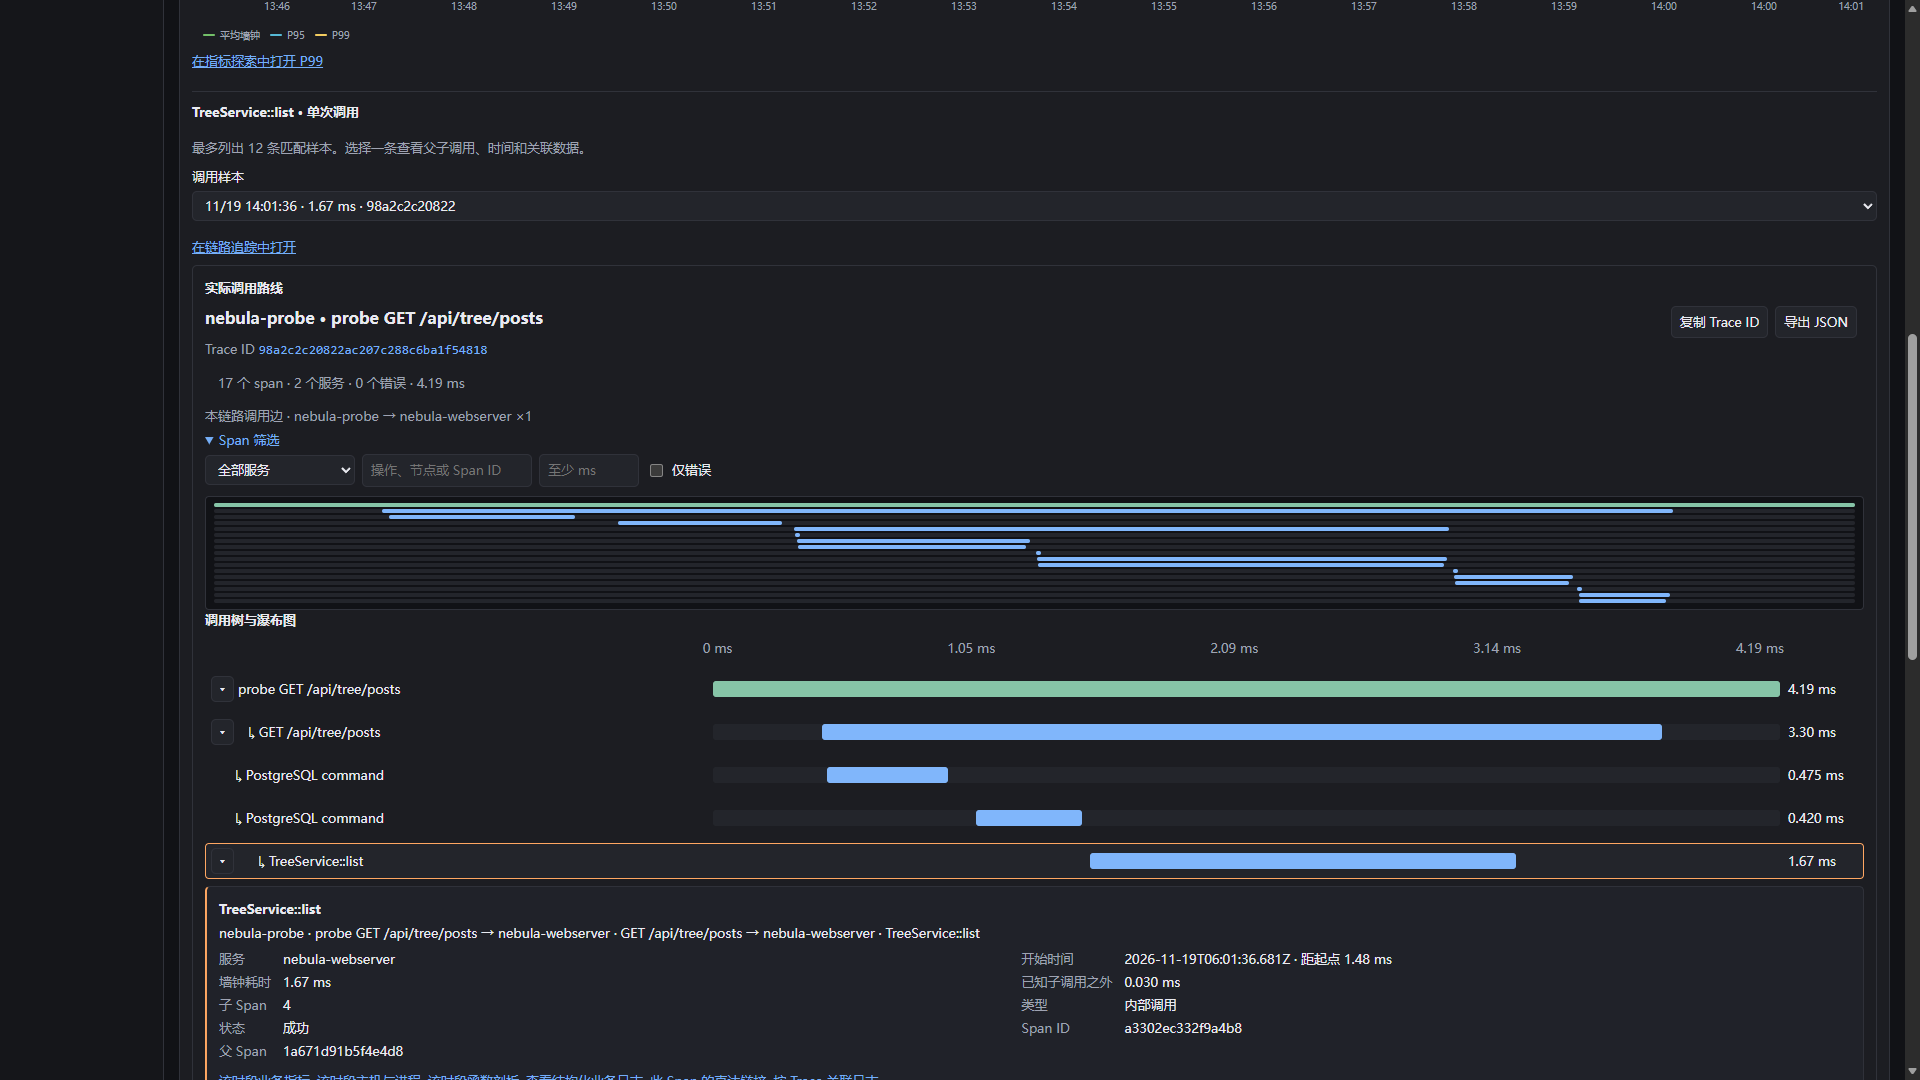 13:46 13:47 13:48 13:49 13:50 13:51 13:52 13:53 13:54 13:55 13:56 13:57 13:58 13:59 14:00 14:00 14:01
平均墙钟 P95 P99
在指标探索中打开 P99
TreeService::list • 单次调用
最多列出 12 条匹配样本。选择一条查看父子调用、时间和关联数据。
调用样本
11/19 14:01:36 · 1.67 ms · 98a2c2c20822
在链路追踪中打开
实际调用路线
nebula-probe • probe GET /api/tree/posts
复制 Trace ID 导出 JSON
Trace ID 98a2c2c20822ac207c288c6ba1f54818
17 个 span · 2 个服务 · 0 个错误 · 4.19 ms
本链路调用边 · nebula-probe → nebula-webserver ×1
▼ Span 筛选
全部服务 操作、节点或 Span ID 至少 ms 仅错误
调用树与瀑布图
0 ms 1.05 ms 2.09 ms 3.14 ms 4.19 ms
probe GET /api/tree/posts 4.19 ms
↳ GET /api/tree/posts 3.30 ms
↳ PostgreSQL command 0.475 ms
↳ PostgreSQL command 0.420 ms
↳ TreeService::list 1.67 ms
TreeService::list
nebula-probe · probe GET /api/tree/posts → nebula-webserver · GET /api/tree/posts → nebula-webserver · TreeService::list
服务 nebula-webserver 开始时间 2026-11-19T06:01:36.681Z · 距起点 1.48 ms
墙钟耗时 1.67 ms 已知子调用之外 0.030 ms
子 Span 4 类型 内部调用
状态 成功 Span ID a3302ec332f9a4b8
父 Span 1a671d91b5f4e4d8